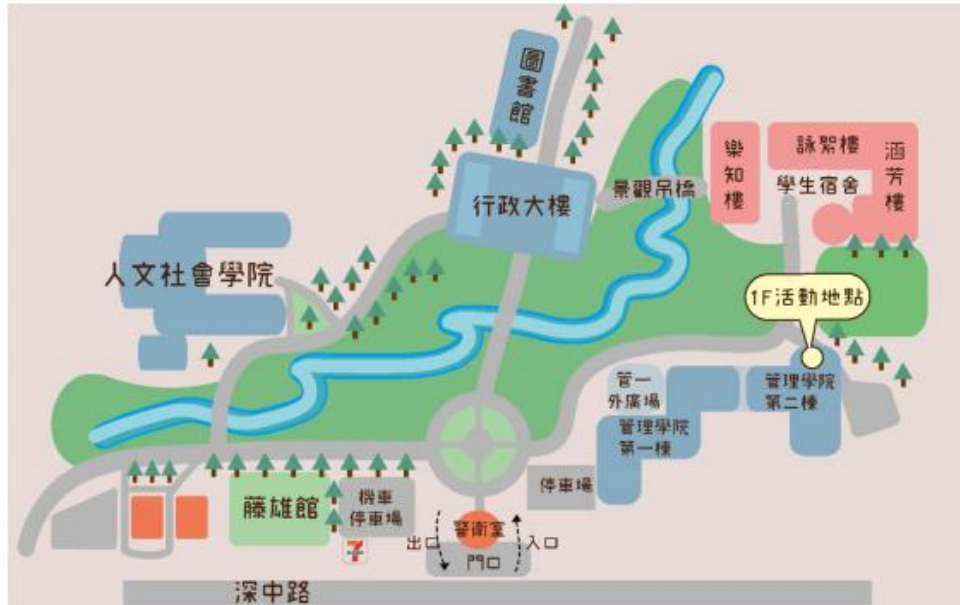 圖書館
行政大樓
景觀吊橋
樂知樓
詠絮樓
涵芳樓
學生宿舍
人文社會學院
1F活動地點
管一
外廣場
管理學院
第二棟
管理學院
第一棟
停車場
藤雄館
機車
停車場
7
出口
警衛室
入口
門口
深中路